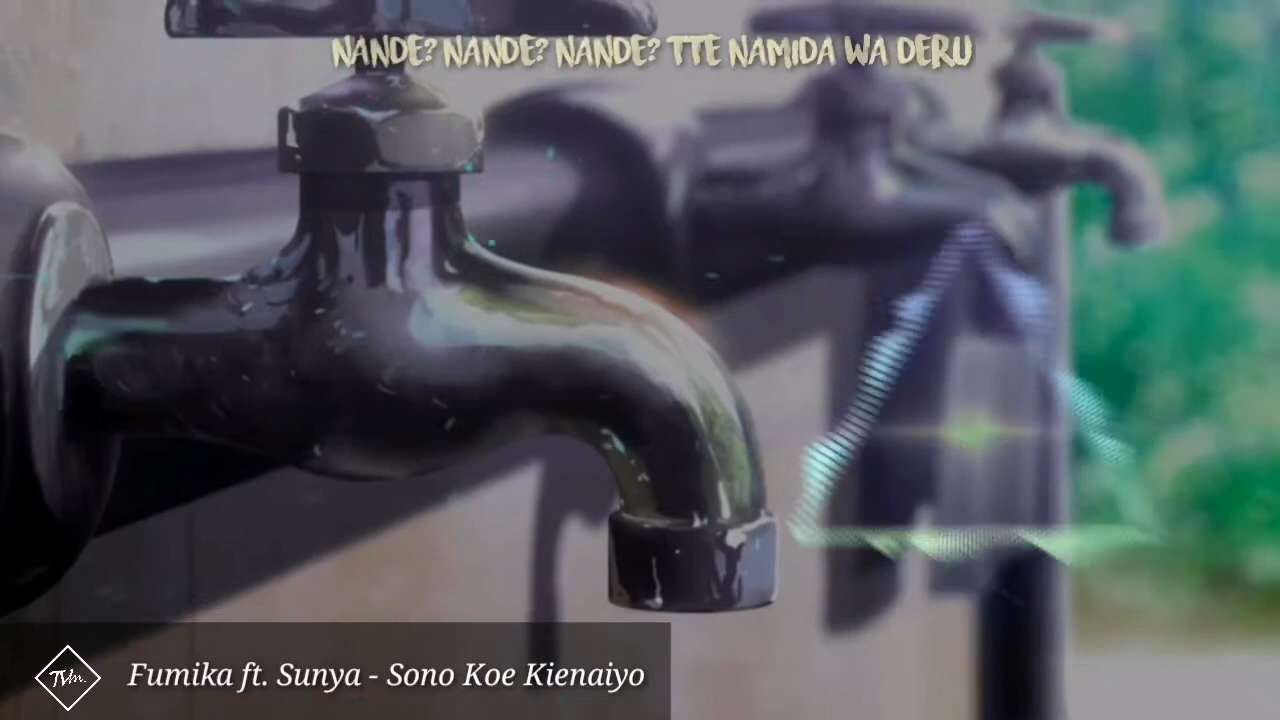 NANDE? NANDE? NANDE? TTE NAMIDA WA DERU
TVm.
Fumika ft. Sunya - Sono Koe Kienaiyo